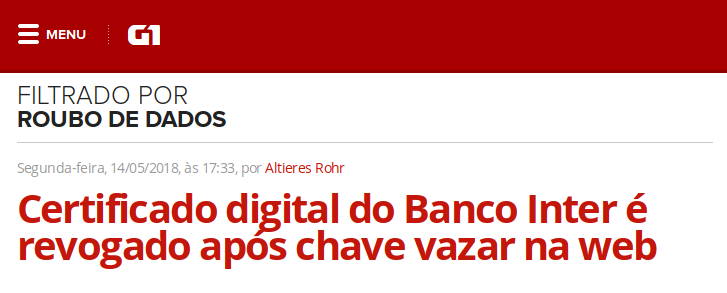 MENU
G1
FILTRADO POR
ROUBO DE DADOS
Segunda-feira, 14/05/2018, às 17:33, por Altieres Rohr
Certificado digital do Banco Inter é
revogado após chave vazar na web